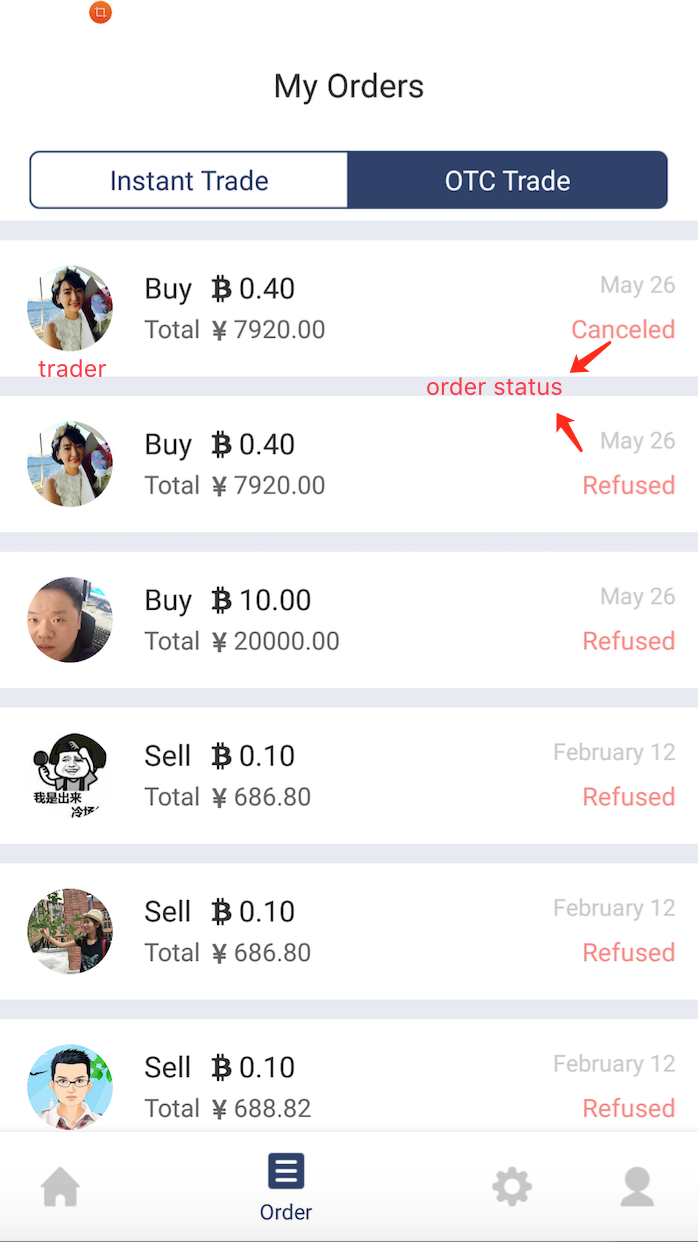 My Orders
Instant Trade OTC Trade
Buy ₿ 0.40 May 26
Total ¥ 7920.00 Canceled
trader
order status
Buy ₿ 0.40 May 26
Total ¥ 7920.00 Refused
Buy ₿ 10.00 May 26
Total ¥ 20000.00 Refused
Sell ₿ 0.10 February 12
Total ¥ 686.80 Refused
我是出来
冷场
Sell ₿ 0.10 February 12
Total ¥ 686.80 Refused
Sell ₿ 0.10 February 12
Total ¥ 688.82 Refused
Order